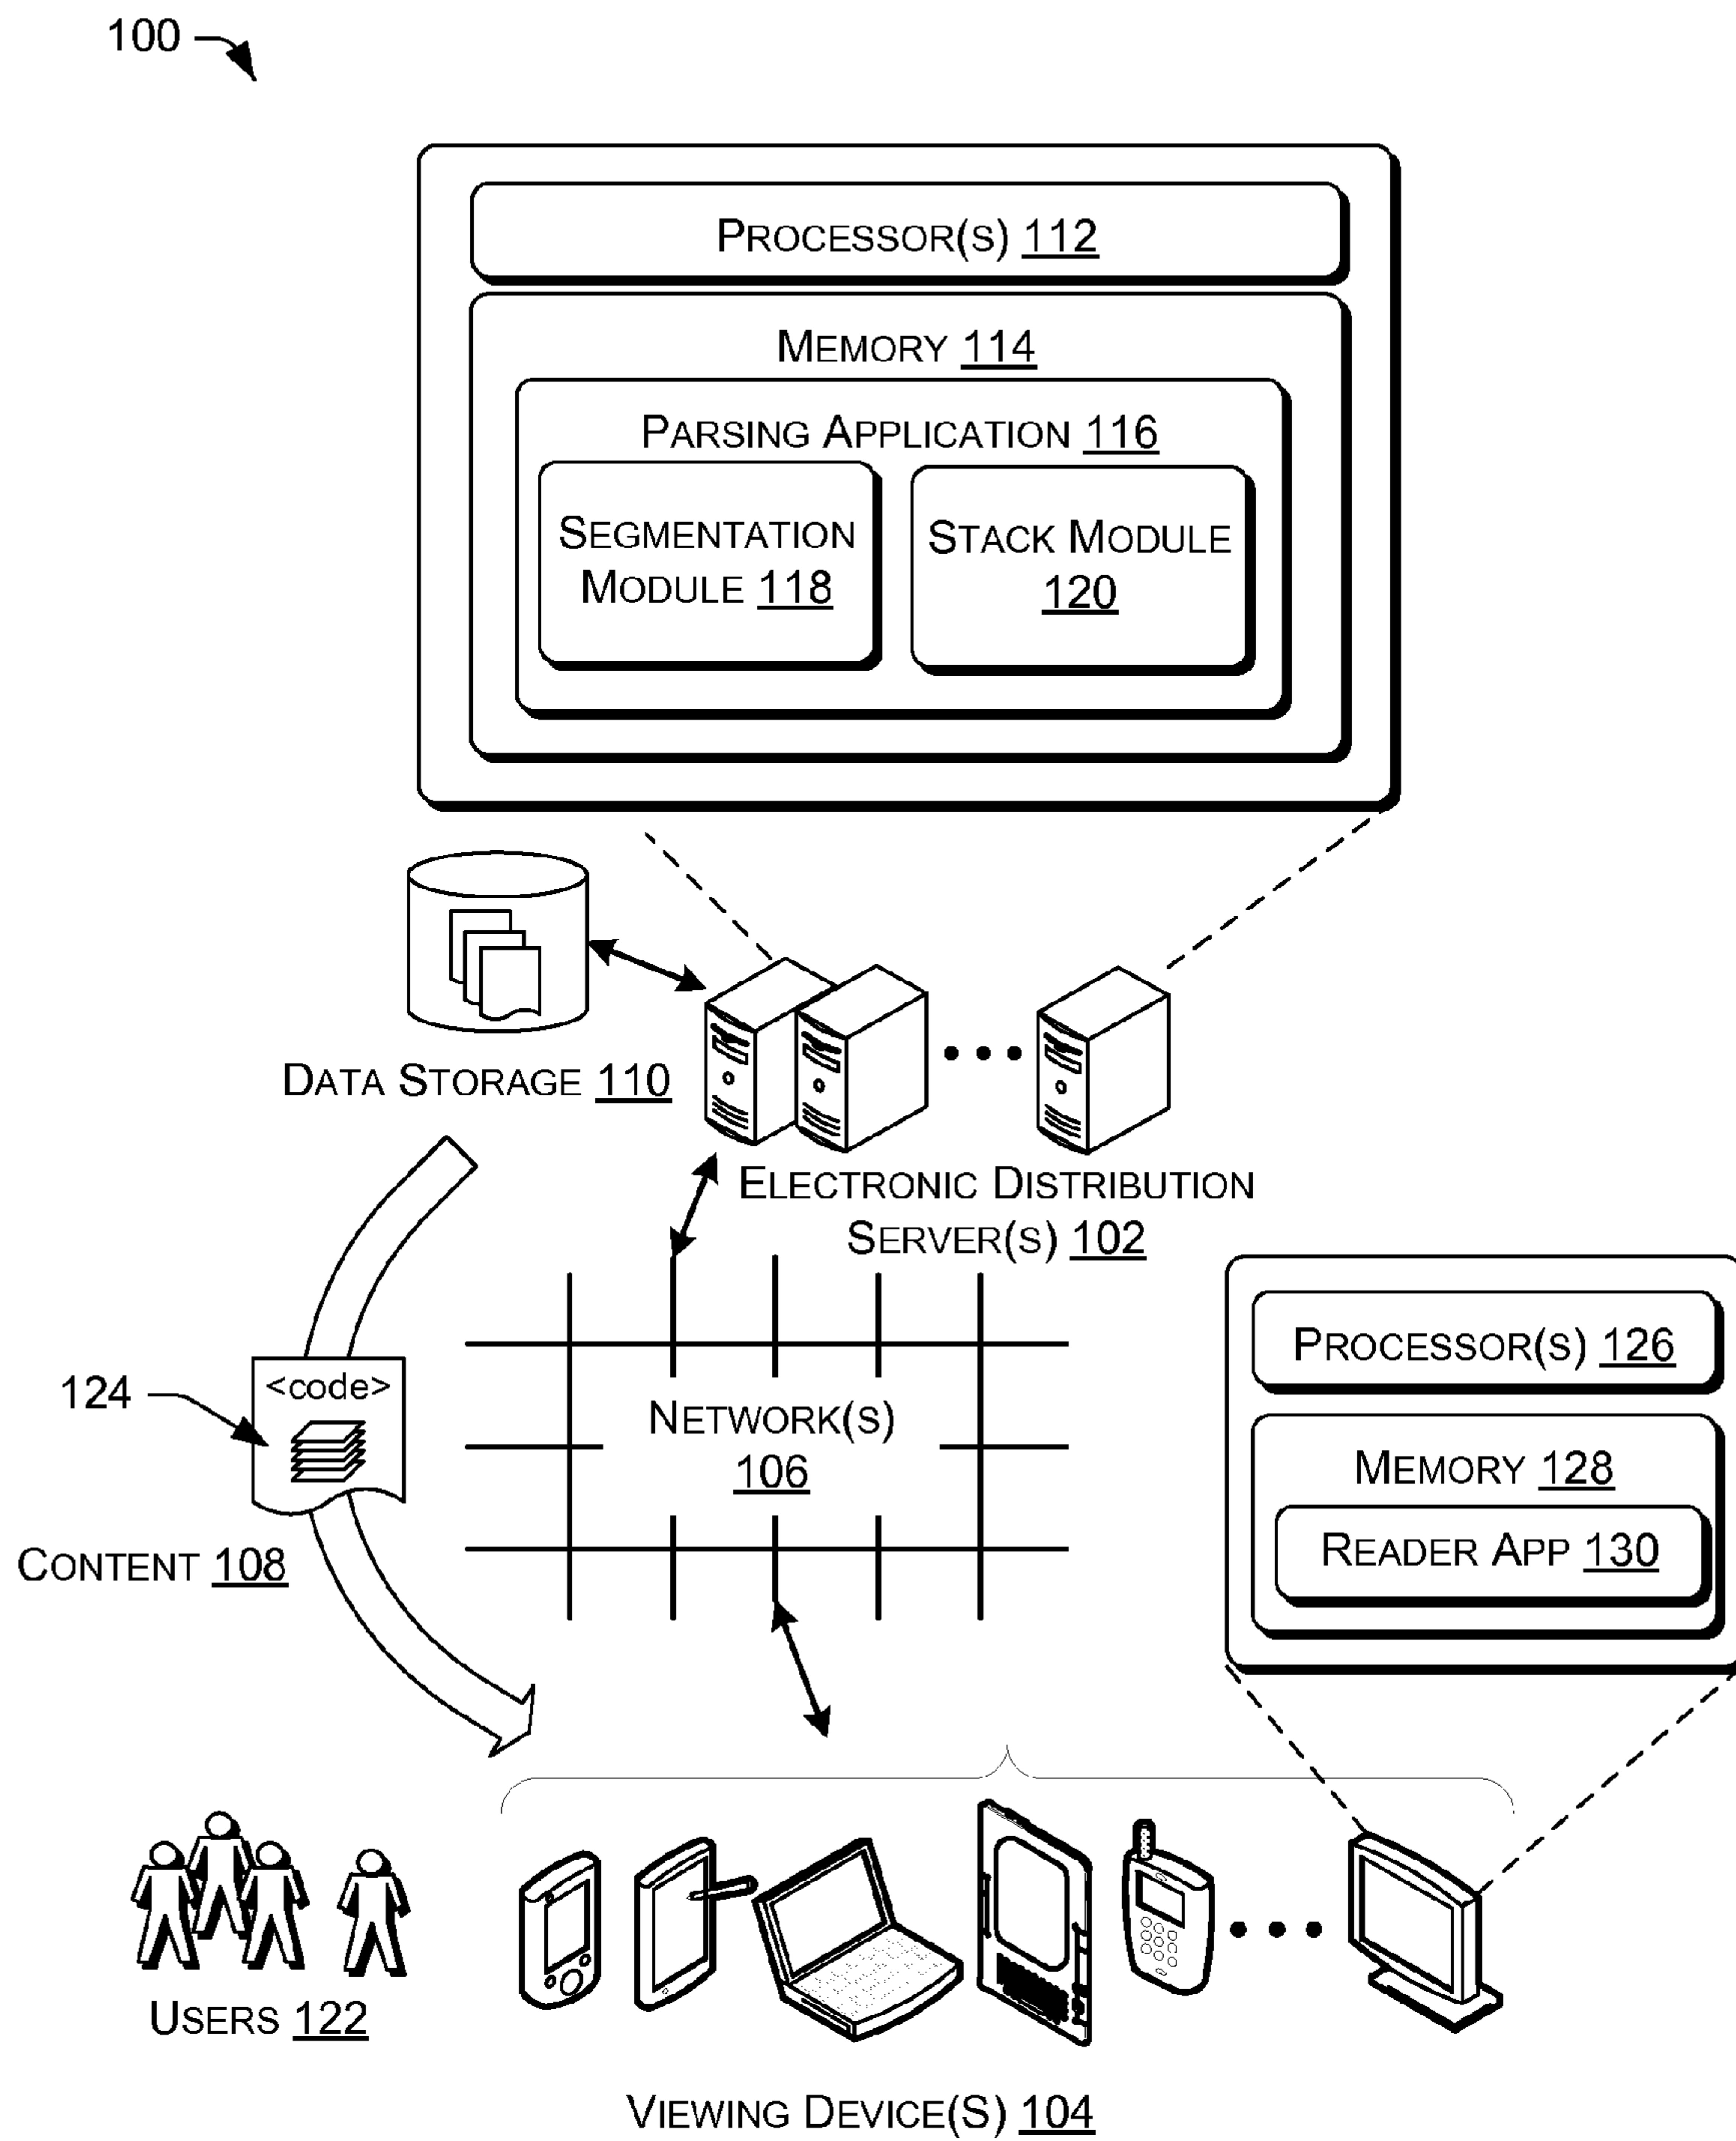 100
PROCESSOR(S) 112
MEMORY 114
PARSING APPLICATION 116
SEGMENTATION
MODULE 118
STACK MODULE
120
DATA STORAGE 110
ELECTRONIC DISTRIBUTION
SERVER(S) 102
PROCESSOR(S) 126
124
<code>
NETWORK(S)
106
MEMORY 128
READER APP 130
CONTENT 108
USERS 122
VIEWING DEVICE(S) 104